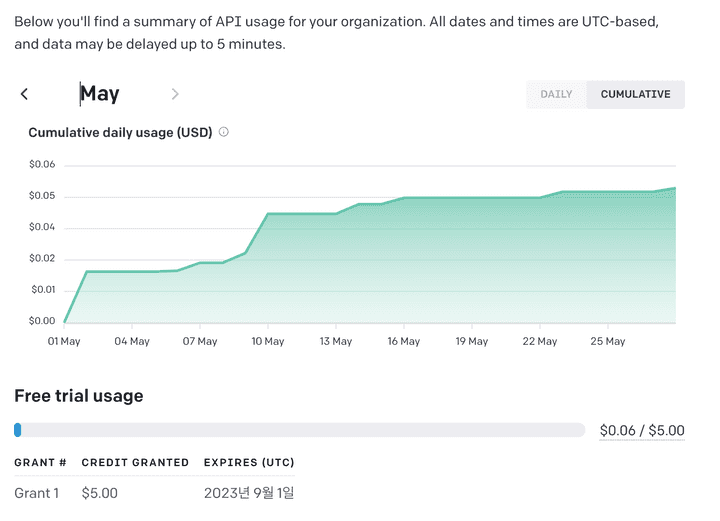 Below you'll find a summary of API usage for your organization. All dates and times are UTC-based,
and data may be delayed up to 5 minutes.
May
DAILY CUMULATIVE
Cumulative daily usage (USD)
$0.06
$0.05
$0.04
$0.02
$0.01
$0.00
01 May 04 May 07 May 10 May 13 May 16 May 19 May 22 May 25 May
Free trial usage
$0.06 / $5.00
GRANT # CREDIT GRANTED EXPIRES (UTC)
Grant 1 $5.00 2023년 9월 1일